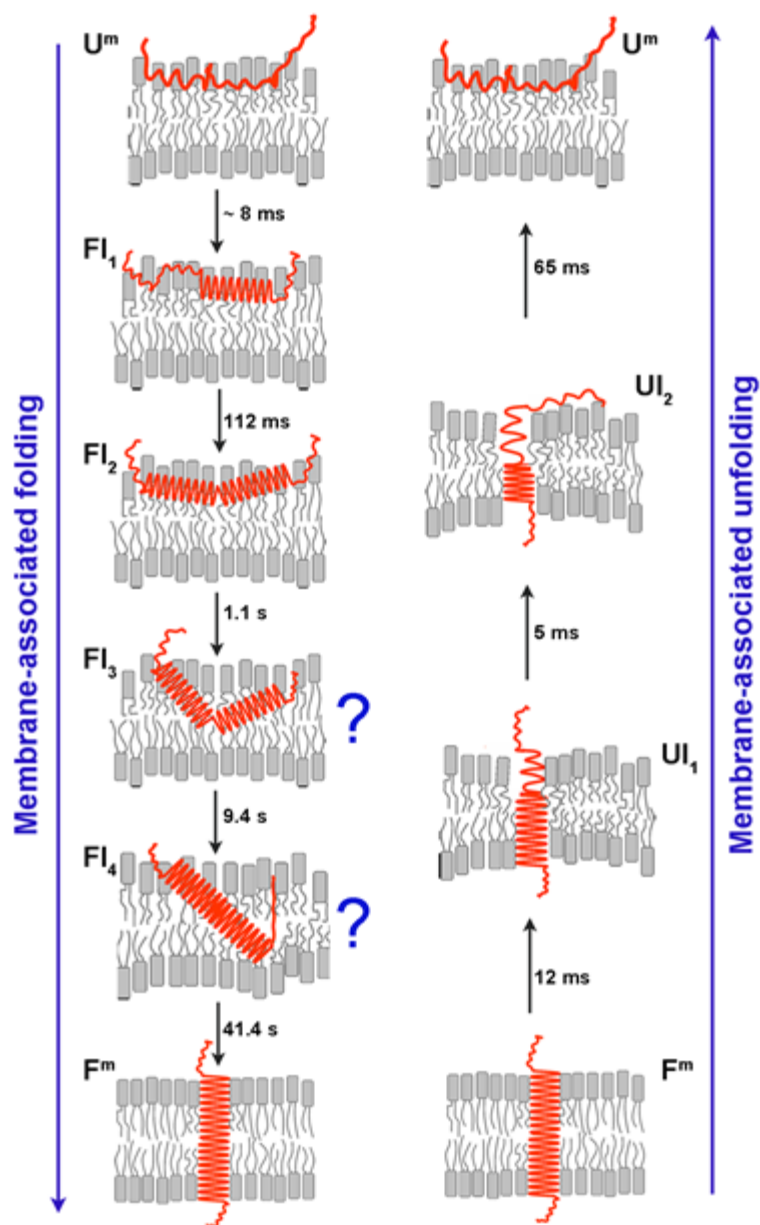 Membrane-associated folding
Uᵐ
~ 8 ms
FI₁
112 ms
FI₂
1.1 s
FI₃
?
9.4 s
FI₄
?
41.4 s
Fᵐ
Uᵐ
65 ms
UI₂
5 ms
UI₁
12 ms
Fᵐ
Membrane-associated unfolding